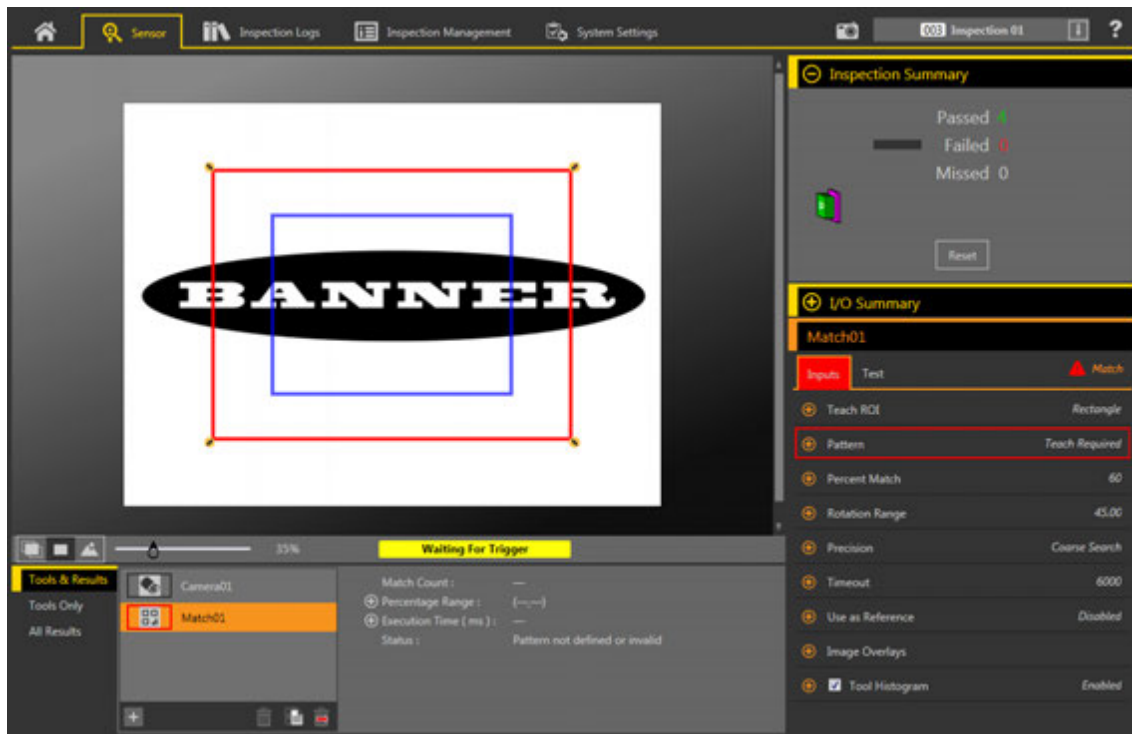 Sensor
Inspection Logs
Inspection Management
System Settings
003 Inspection 01
?
Inspection Summary
Passed 4
Failed 0
Missed 0
Reset
BANNER
I/O Summary
Match01
Inputs Test Match
Teach ROI Rectangle
Pattern Teach Required
Percent Match 60
Rotation Range 45.00
Precision Coarse Search
Timeout 6000
Use as Reference Disabled
Image Overlays
Tool Histogram Enabled
35%
Waiting For Trigger
Tools & Results
Tools Only
All Results
Camera01
Match01
Match Count : ---
Percentage Range : (---,---)
Execution Time ( ms ) : ---
Status : Pattern not defined or invalid